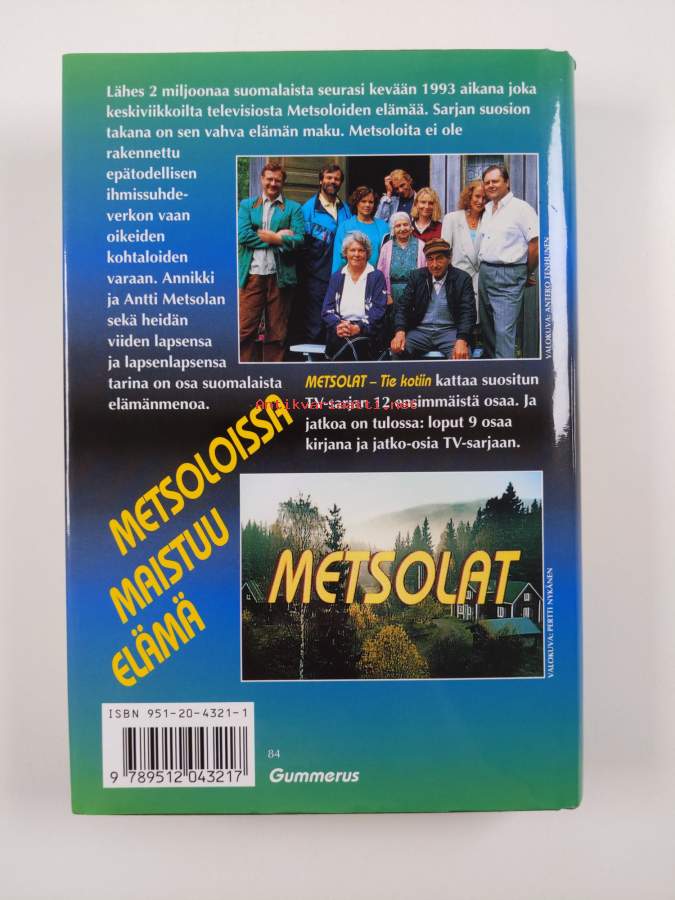 Lähes 2 miljoonaa suomalaista seurasi kevään 1993 aikana joka
keskiviikkoilta televisiosta Metsoloiden elämää. Sarjan suosion
takana on sen vahva elämän maku. Metsoloita ei ole
rakennettu
epätodellisen
ihmissuhde-
verkon vaan
oikeiden
kohtaloiden
varaan. Annikki
ja Antti Metsolan
sekä heidän
viiden lapsensa
ja lapsenlapsensa
tarina on osa suomalaista
elämänmenoa.
VALOKUVA: ANTERO TENHUNEN
METSOLAT – Tie kotiin kattaa suositun
TV-sarjan 12 ensimmäistä osaa. Ja
jatkoa on tulossa: loput 9 osaa
kirjana ja jatko-osia TV-sarjaan.
Antikvariaatti.net
METSOLOISSA
MAISTUU
ELÄMÄ
METSOLAT
VALOKUVA: PERTTI NYKÄNEN
ISBN 951-20-4321-1
9 789512 043217
84
Gummerus